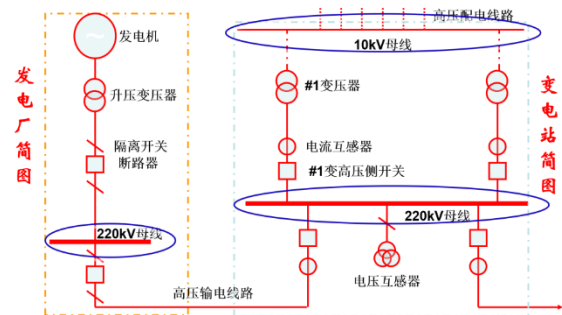 发电厂简图
发电机
升压变压器
隔离开关
断路器
220kV母线
高压输电线路
高压配电线路
10kV母线
#1变压器
电流互感器
#1变高压侧开关
220kV母线
电压互感器
变电站简图